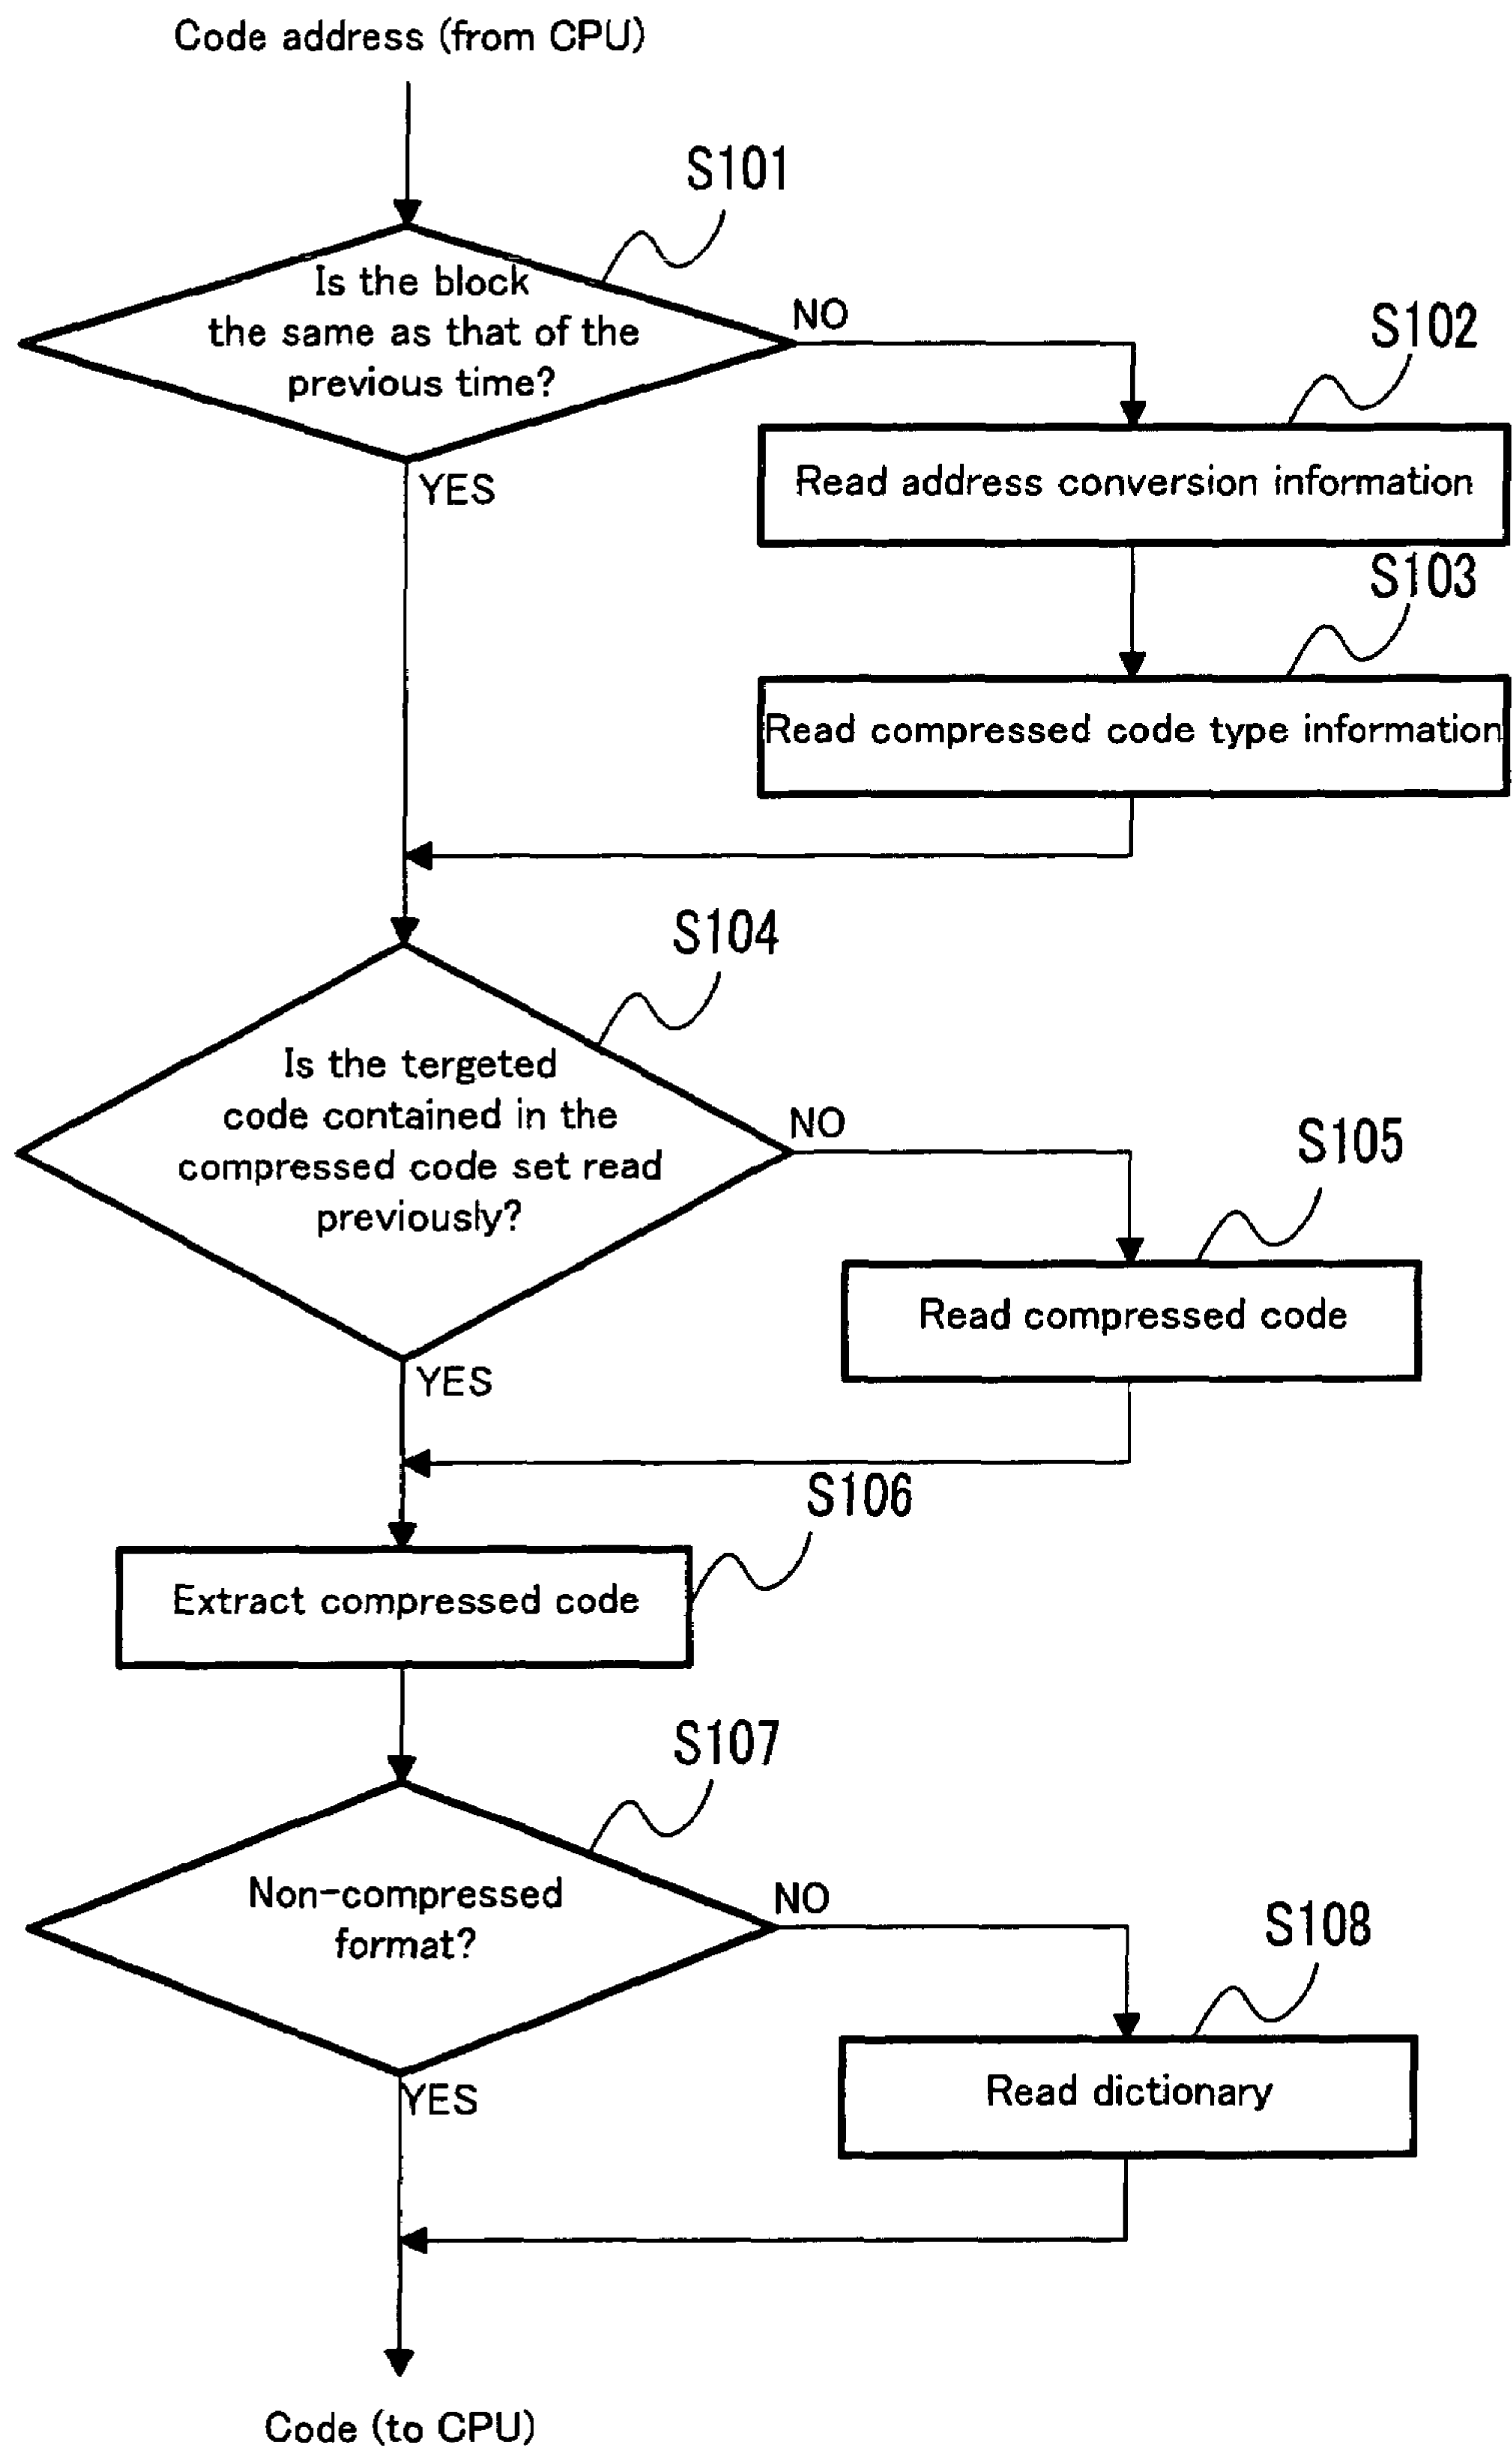 Code address (from CPU)
S101
Is the block
the same as that of the
previous time?
NO
YES
S102
Read address conversion information
S103
Read compressed code type information
S104
Is the tergeted
code contained in the
compressed code set read
previously?
NO
YES
S105
Read compressed code
S106
Extract compressed code
S107
Non-compressed
format?
NO
YES
S108
Read dictionary
Code (to CPU)